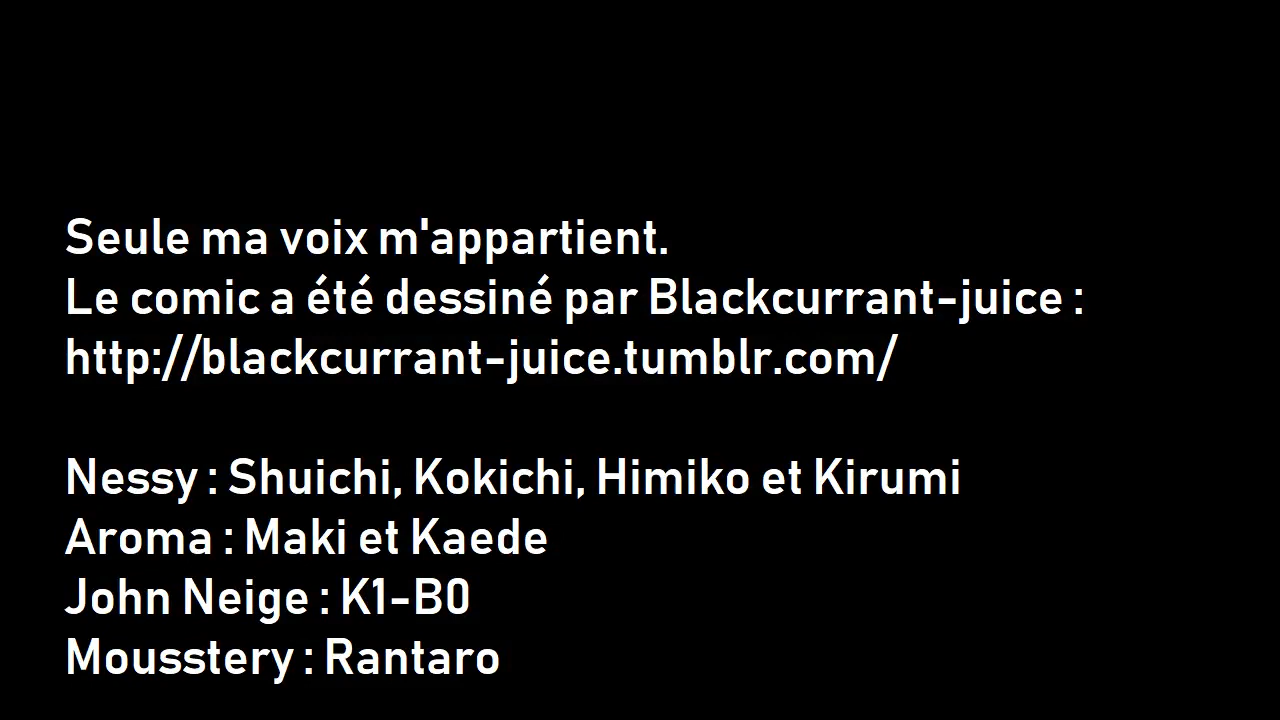 Seule ma voix m'appartient.
Le comic a été dessiné par Blackcurrant-juice :
http://blackcurrant-juice.tumblr.com/
Nessy : Shuichi, Kokichi, Himiko et Kirumi
Aroma : Maki et Kaede
John Neige : K1-B0
Mousstery : Rantaro